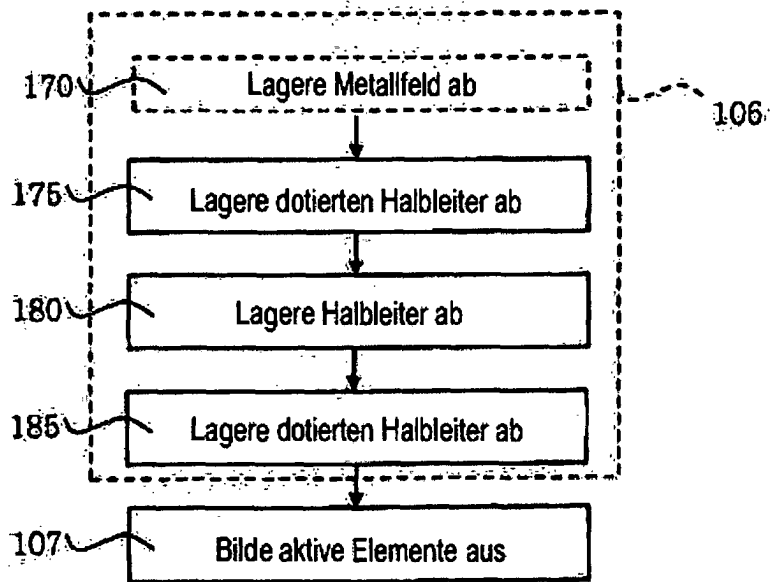 170
Lagere Metallfeld ab
106
175
Lagere dotierten Halbleiter ab
180
Lagere Halbleiter ab
185
Lagere dotierten Halbleiter ab
107
Bilde aktive Elemente aus